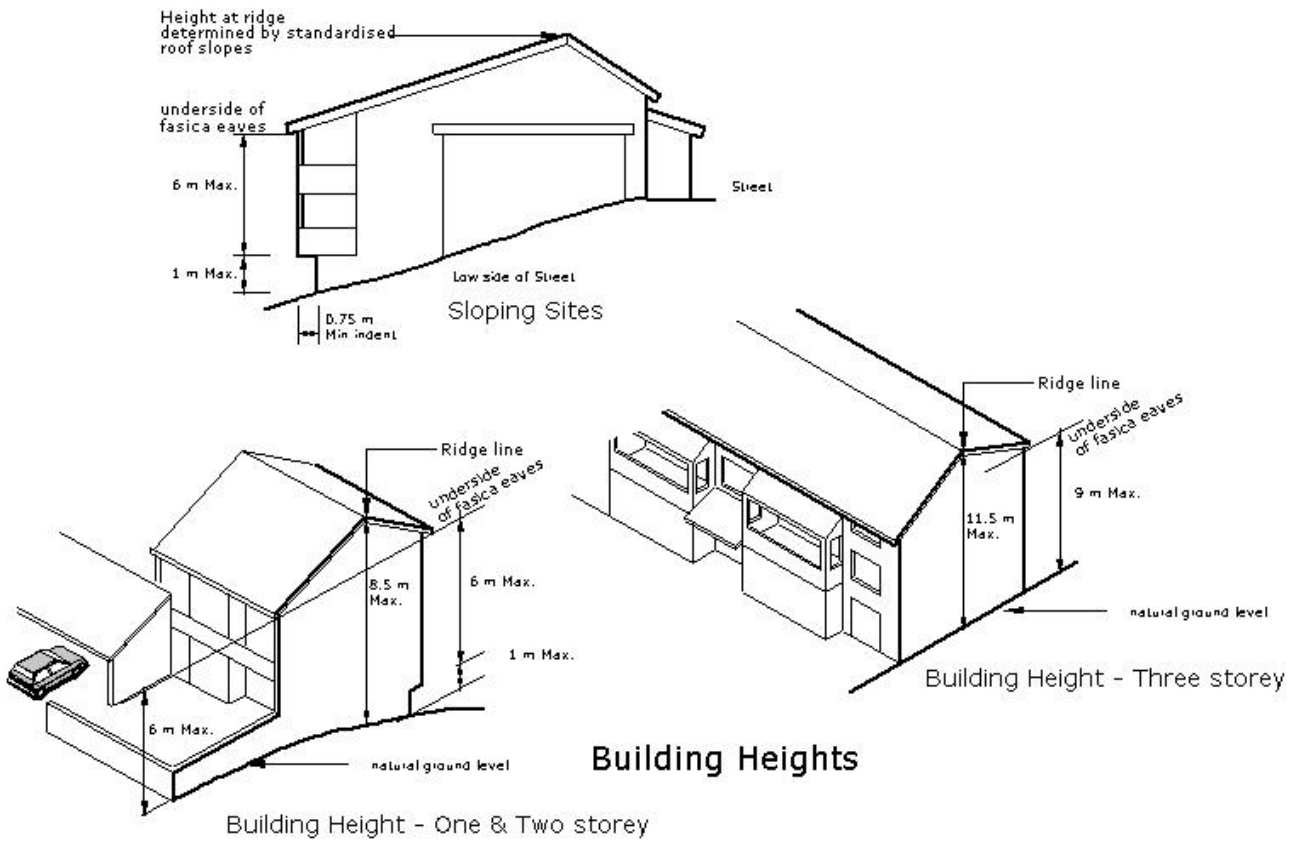 Height at ridge
determined by standardised
roof slopes
underside of
fasica eaves
6 m Max.
Street
1 m Max.
Low side of Street
Sloping Sites
0.75 m
Min indent
Ridge line
underside
of fasica eaves
9 m Max.
11.5 m
Max.
natural ground level
Building Height - Three storey
Ridge line
underside
of fasica eaves
8.5 m
Max.
6 m Max.
1 m Max.
6 m Max.
natural ground level
Building Heights
Building Height - One & Two storey